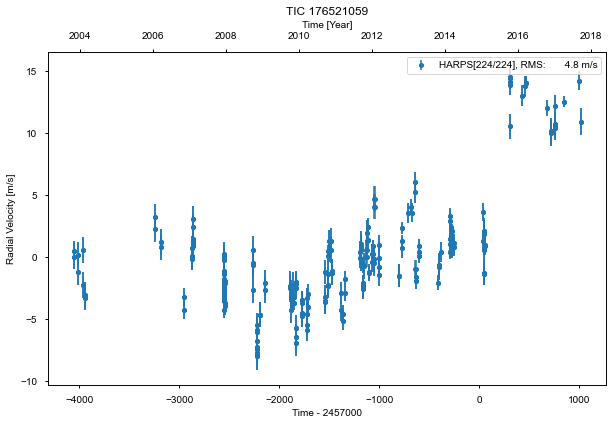 TIC 176521059
Time [Year]
2004 2006 2008 2010 2012 2014 2016 2018
HARPS[224/224], RMS: 4.8 m/s
15
10
5
0
−5
−10
Radial Velocity [m/s]
−4000 −3000 −2000 −1000 0 1000
Time - 2457000